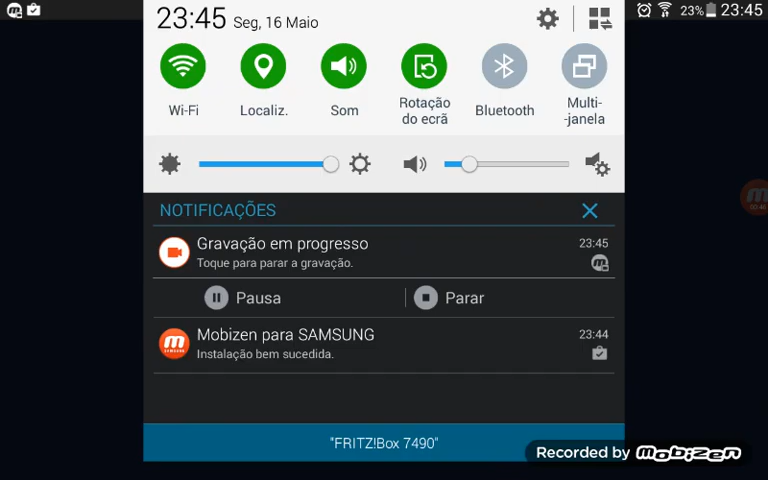 23:45 Seg, 16 Maio
23% 23:45
Wi-Fi
Localiz.
Som
Rotação
do ecrã
Bluetooth
Multi-
-janela
NOTIFICAÇÕES
Gravação em progresso
23:45
Toque para parar a gravação.
Pausa
Parar
Mobizen para SAMSUNG
23:44
Instalação bem sucedida.
"FRITZ!Box 7490"
Recorded by mobizen